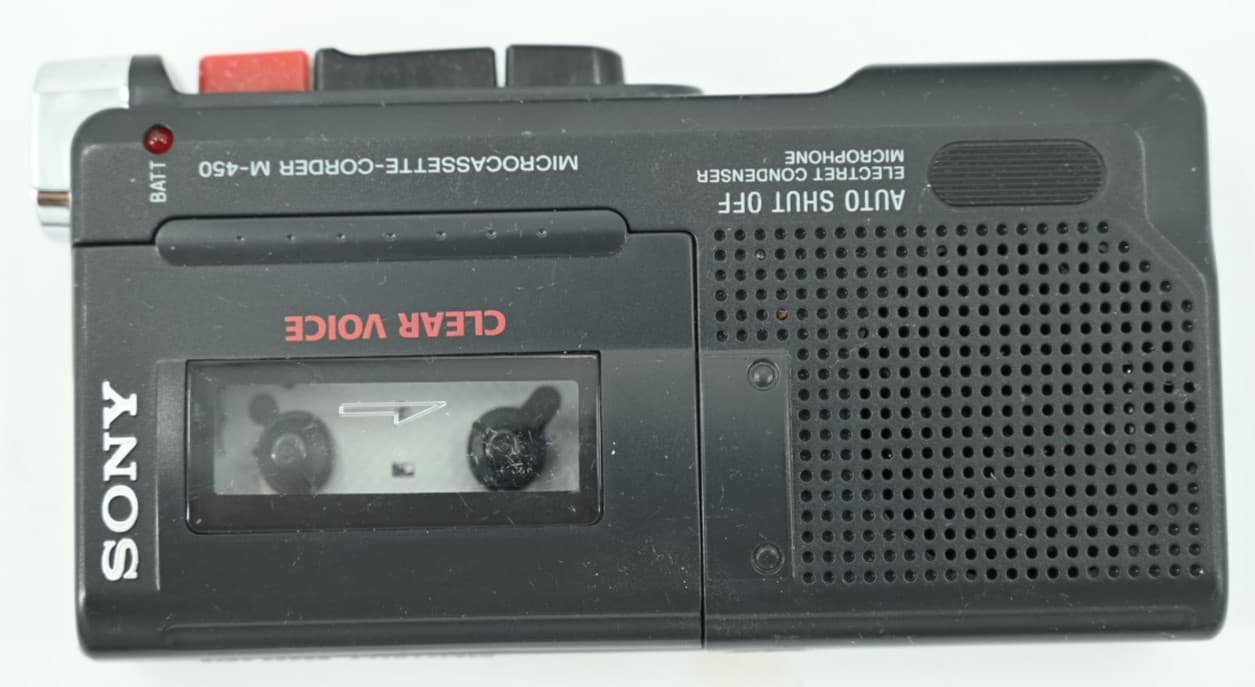 SONY
BATT
MICROCASSETTE-CORDER M-450
AUTO SHUT OFF
ELECTRET CONDENSER
MICROPHONE
CLEAR VOICE